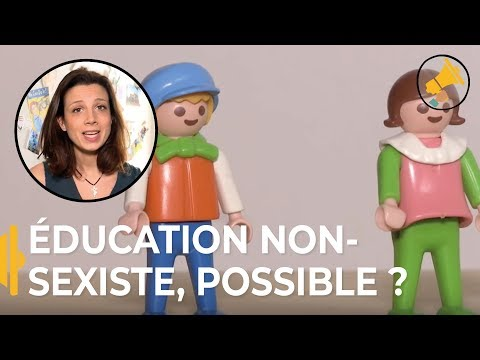 ÉDUCATION NON-
SEXISTE, POSSIBLE ?